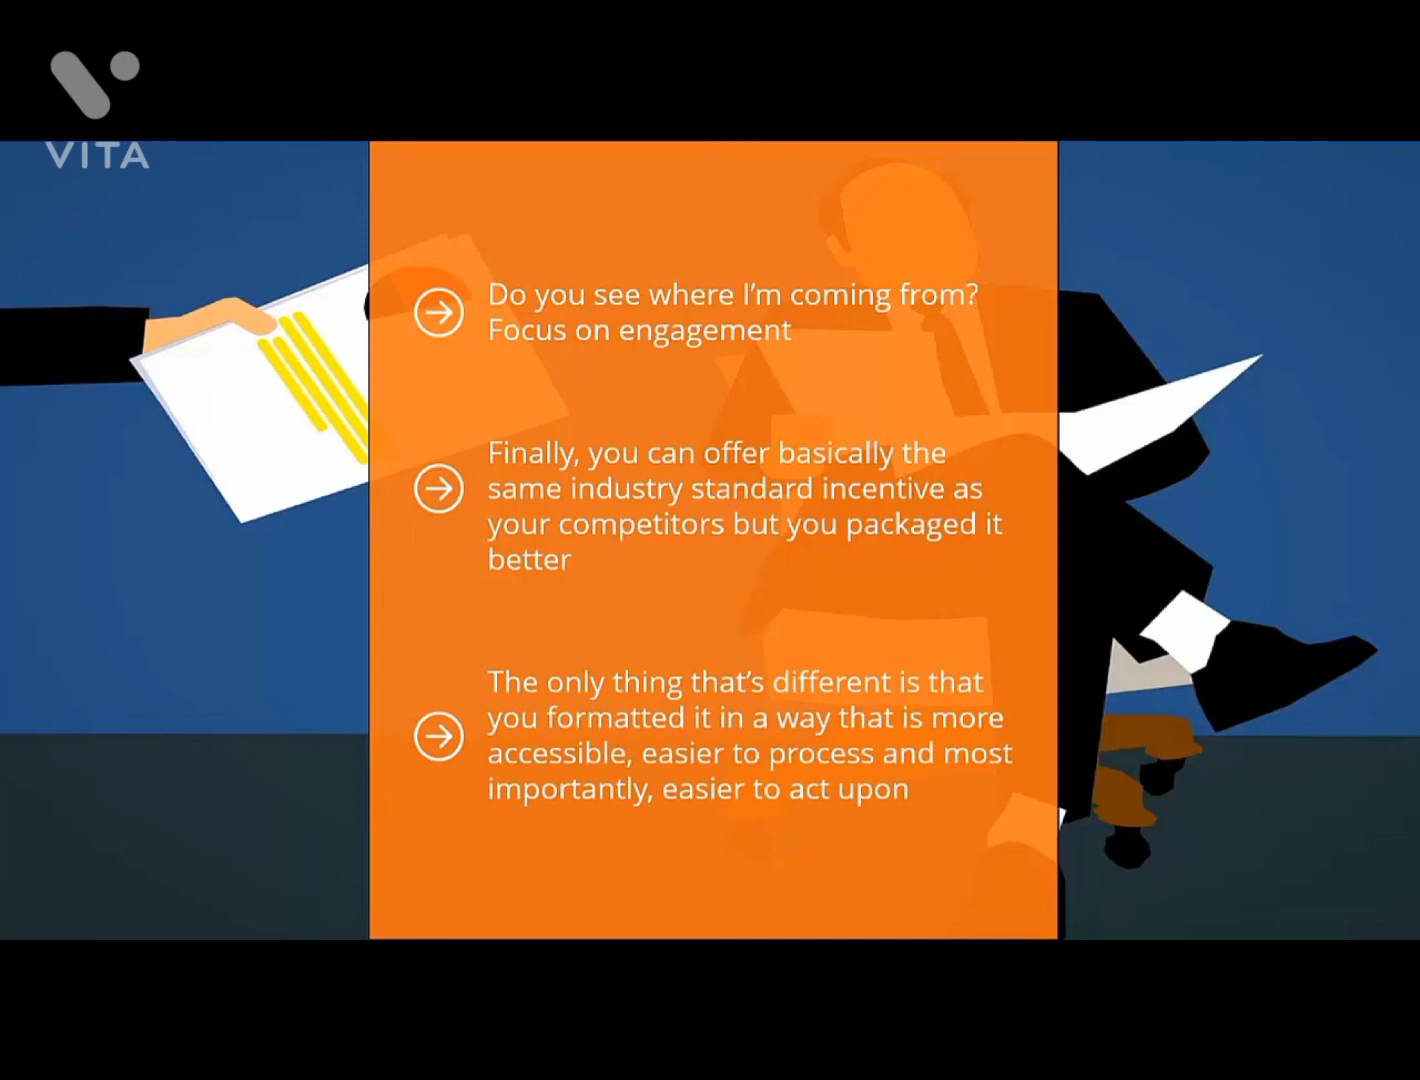 VITA
Do you see where I'm coming from?
Focus on engagement
Finally, you can offer basically the
same industry standard incentive as
your competitors but you packaged it
better
The only thing that's different is that
you formatted it in a way that is more
accessible, easier to process and most
importantly, easier to act upon